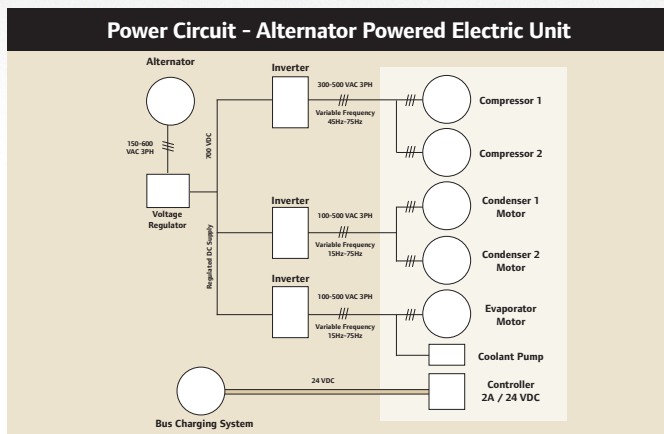 Power Circuit – Alternator Powered Electric Unit
Alternator
Inverter
300-500 VAC 3PH
Variable Frequency
45Hz-75Hz
Compressor 1
150-600
VAC 3PH
700 VDC
Compressor 2
Voltage
Regulator
Regulated DC Supply
Inverter
100-500 VAC 3PH
Variable Frequency
15Hz-75Hz
Condenser 1
Motor
Condenser 2
Motor
Inverter
100-500 VAC 3PH
Variable Frequency
15Hz-75Hz
Evaporator
Motor
Coolant Pump
24 VDC
Controller
2A / 24 VDC
Bus Charging System